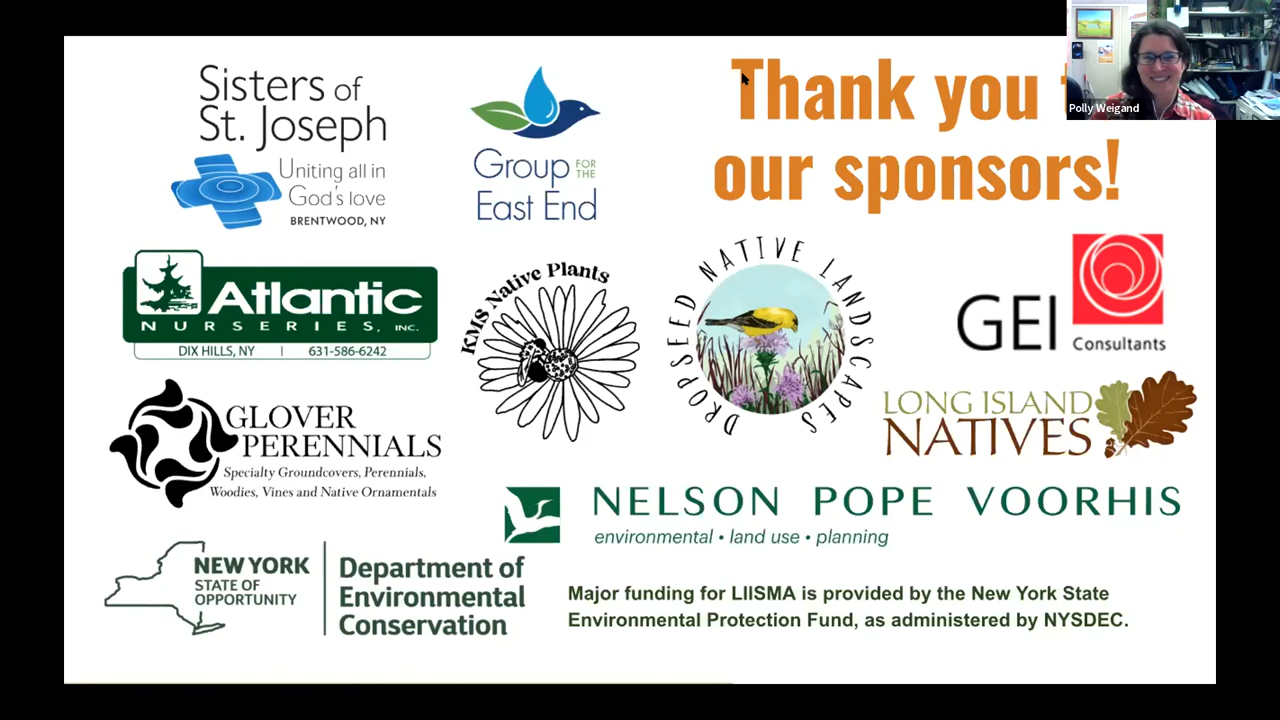 Sisters of
St. Joseph
Uniting all in
God's love
BRENTWOOD, NY
Group FOR THE
East End
Thank you
our sponsors!
Polly Weigand
Atlantic
NURSERIES, INC.
DIX HILLS, NY | 631-586-6242
KMS Native Plants
DROPSEED NATIVE LANDSCAPES
GEI
Consultants
GLOVER
PERENNIALS
Specialty Groundcovers, Perennials,
Woodies, Vines and Native Ornamentals
LONG ISLAND
NATIVES
NELSON POPE VOORHIS
environmental • land use • planning
NEW YORK
STATE OF
OPPORTUNITY
Department of
Environmental
Conservation
Major funding for LIISMA is provided by the New York State
Environmental Protection Fund, as administered by NYSDEC.